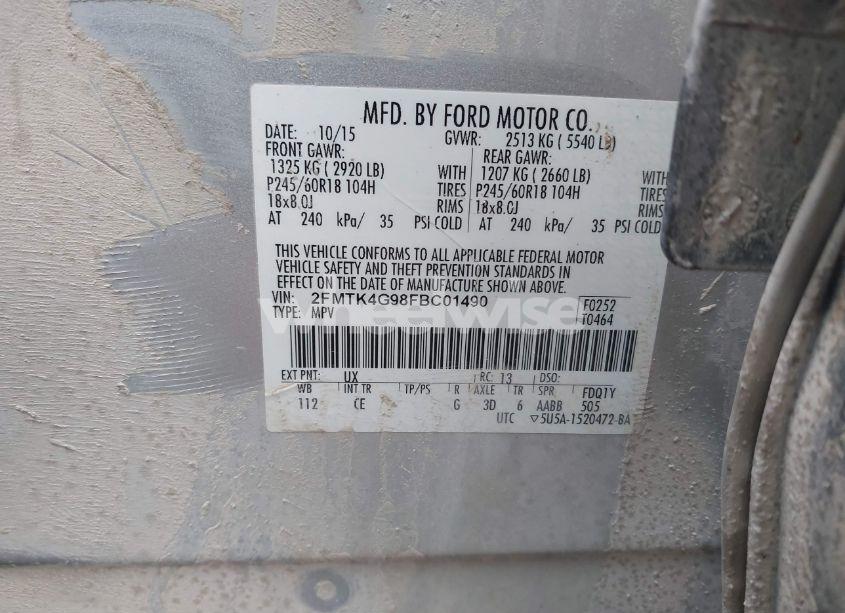 MFD. BY FORD MOTOR CO.
DATE: 10/15 GVWR: 2513 KG ( 5540 LB)
FRONT GAWR: REAR GAWR:
1325 KG ( 2920 LB) WITH 1207 KG ( 2660 LB) WITH
P245/60R18 104H TIRES P245/60R18 104H TIRES
18x8.0J RIMS 18x8.0J RIMS
AT 240 kPa/ 35 PSI COLD AT 240 kPa/ 35 PSI COLD
THIS VEHICLE CONFORMS TO ALL APPLICABLE FEDERAL MOTOR
VEHICLE SAFETY AND THEFT PREVENTION STANDARDS IN
EFFECT ON THE DATE OF MANUFACTURE SHOWN ABOVE.
VIN: 2FMTK4G98FBC01490 F0252
TYPE: MPV T0464
wheelwise
EXT PNT: UX RC: 13 DSO:
WB INT TR TP/PS R AXLE TR SPR FDQTY
112 CE G 3D 6 AABB 505
UTC ▽5U5A-1520472-BA